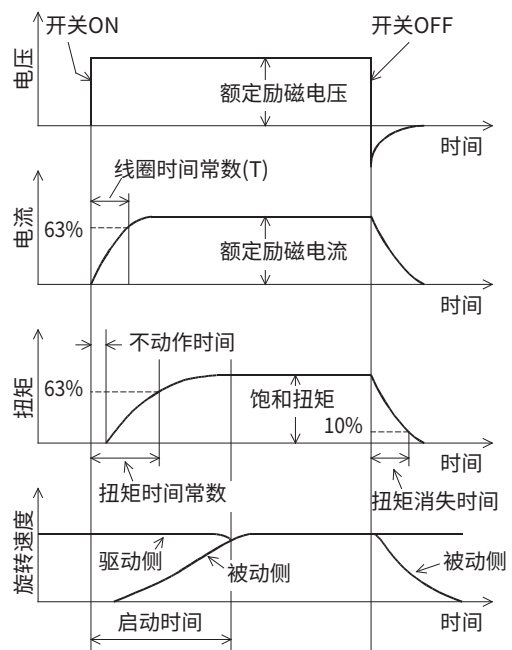 开关ON
开关OFF
电压
额定励磁电压
时间
线圈时间常数(T)
电流
63%
额定励磁电流
时间
不动作时间
扭矩
63%
饱和扭矩
10%
时间
扭矩时间常数
扭矩消失时间
旋转速度
驱动侧
被动侧
被动侧
启动时间
时间